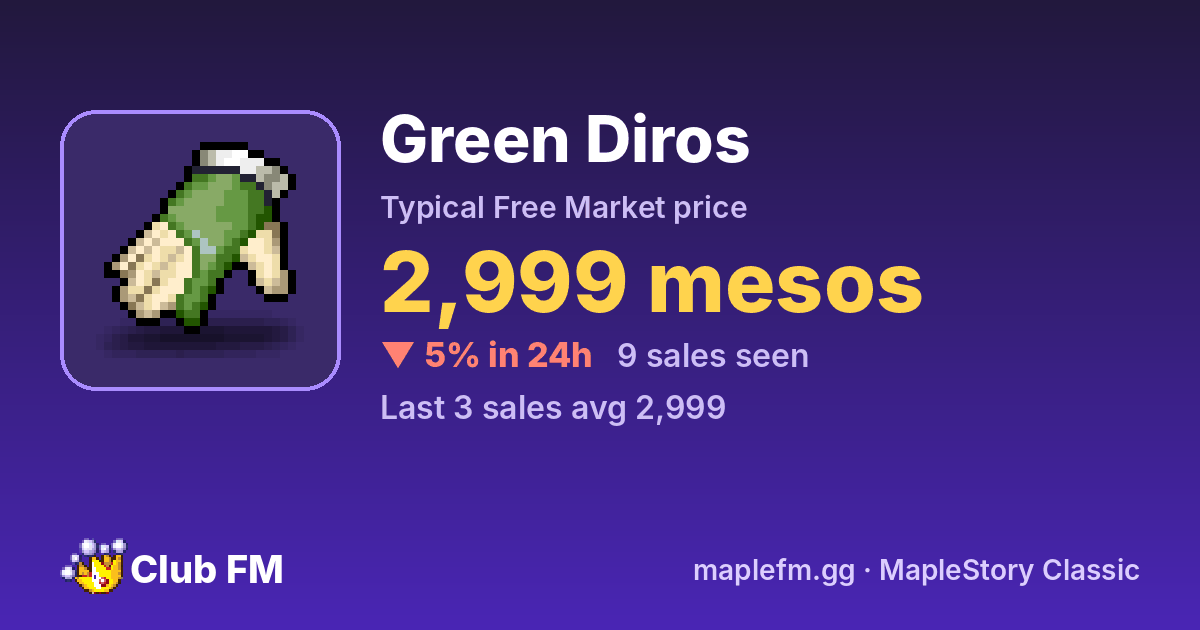 Green Diros
Typical Free Market price
2,999 mesos
▼ 5% in 24h 9 sales seen
Last 3 sales avg 2,999
Club FM
maplefm.gg · MapleStory Classic